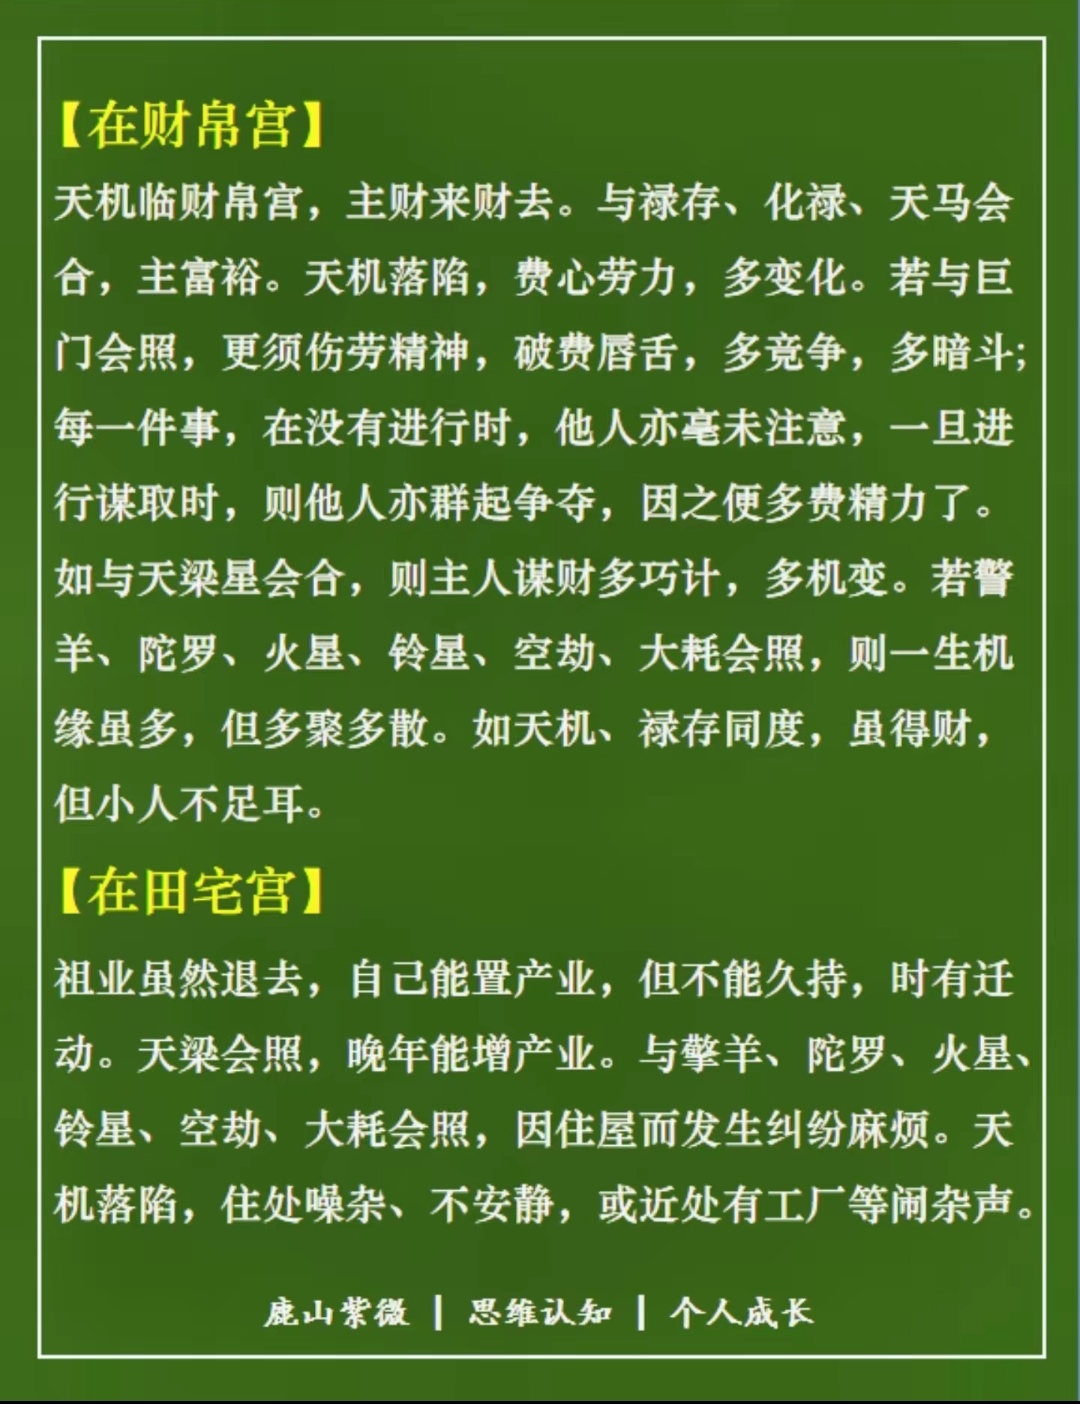 【在财帛宫】
天机临财帛宫，主财来财去。与禄存、化禄、天马会
合，主富裕。天机落陷，费心劳力，多变化。若与巨
门会照，更须伤劳精神，破费唇舌，多竞争，多暗斗；
每一件事，在没有进行时，他人亦毫未注意，一旦进
行谋取时，则他人亦群起争夺，因之便多费精力了。
如与天梁星会合，则主人谋财多巧计，多机变。若警
羊、陀罗、火星、铃星、空劫、大耗会照，则一生机
缘虽多，但多聚多散。如天机、禄存同度，虽得财，
但小人不足耳。
【在田宅宫】
祖业虽然退去，自己能置产业，但不能久持，时有迁
动。天梁会照，晚年能增产业。与擎羊、陀罗、火星、
铃星、空劫、大耗会照，因住屋而发生纠纷麻烦。天
机落陷，住处噪杂、不安静，或近处有工厂等闹杂声。
鹿山紫微 | 思维认知 | 个人成长